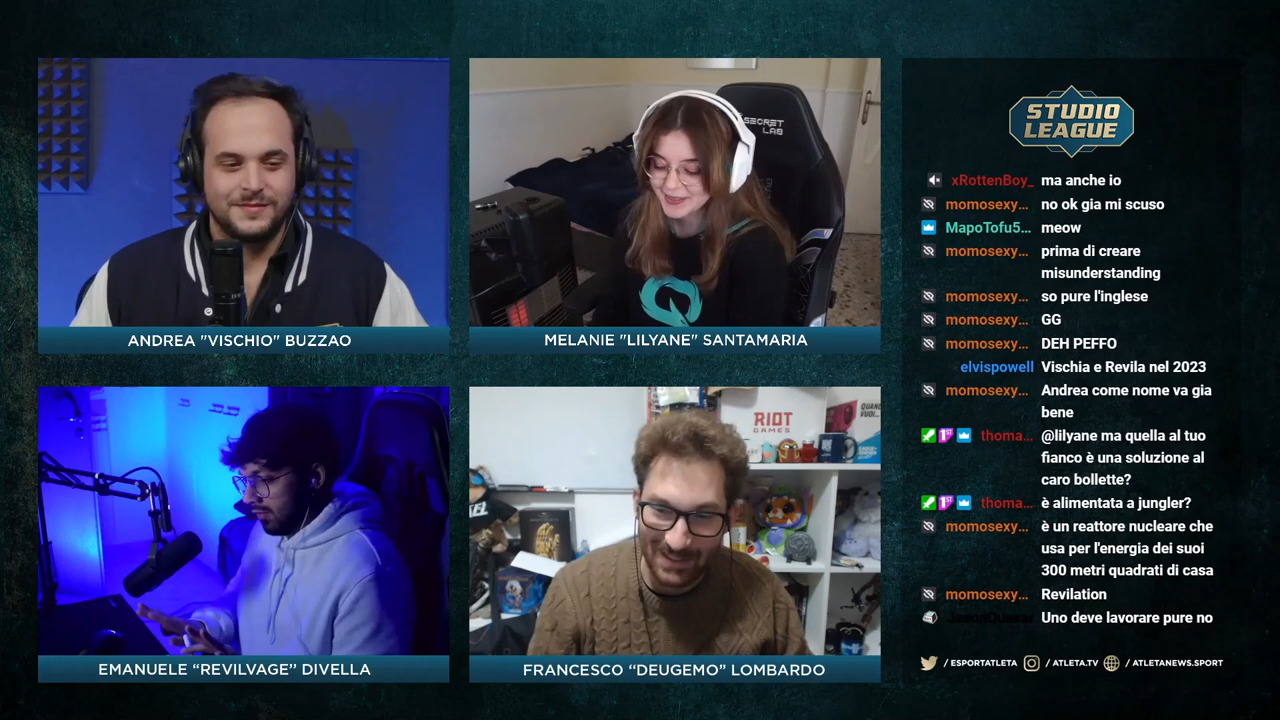 SECRET
LAB
ANDREA "VISCHIO" BUZZAO
MELANIE "LILYANE" SANTAMARIA
RIOT
GAMES
EMANUELE “REVILVAGE” DIVELLA
FRANCESCO “DEUGEMO” LOMBARDO
STUDIO
LEAGUE
xRottenBoy_ ma anche io
momosexy... no ok gia mi scuso
MapoTofu5... meow
momosexy... prima di creare
misunderstanding
momosexy... so pure l'inglese
momosexy... GG
momosexy... DEH PEFFO
elvispowell Vischia e Revila nel 2023
momosexy... Andrea come nome va gia
bene
thoma... @lilyane ma quella al tuo
fianco è una soluzione al
caro bollette?
thoma... è alimentata a jungler?
momosexy... è un reattore nucleare che
usa per l'energia dei suoi
300 metri quadrati di casa
momosexy... Revilation
JasonQuasar Uno deve lavorare pure no
/ ESPORTATLETA / ATLETA.TV / ATLETANEWS.SPORT